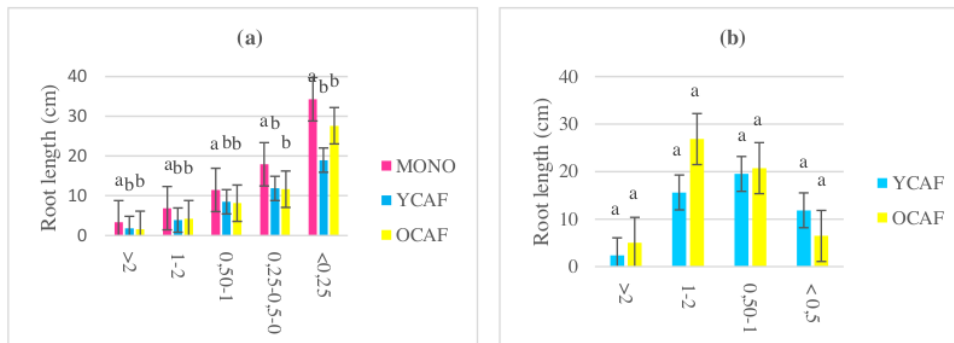 (a)
Root length (cm)
40
30
20
10
0
a b b
a b b
a b b
a b b
a b b
>2
1-2
0,50-1
0,25-0,5-0
<0,25
MONO
YCAF
OCAF
(b)
Root length (cm)
40
30
20
10
0
a a
a a
a a
a a
>2
1-2
0,50-1
< 0,5
YCAF
OCAF